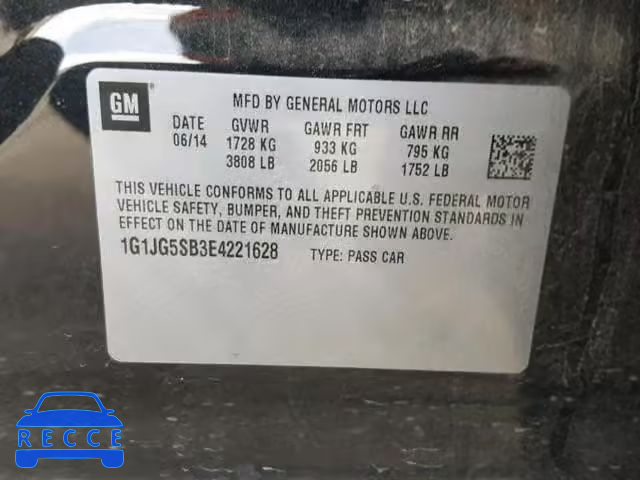 GM
MFD BY GENERAL MOTORS LLC
DATE GVWR GAWR FRT GAWR RR
06/14 1728 KG 933 KG 795 KG
3808 LB 2056 LB 1752 LB
THIS VEHICLE CONFORMS TO ALL APPLICABLE U.S. FEDERAL MOTOR
VEHICLE SAFETY, BUMPER, AND THEFT PREVENTION STANDARDS IN
EFFECT ON THE DATE OF MANUFACTURE SHOWN ABOVE.
1G1JG5SB3E4221628 TYPE: PASS CAR
RECCE